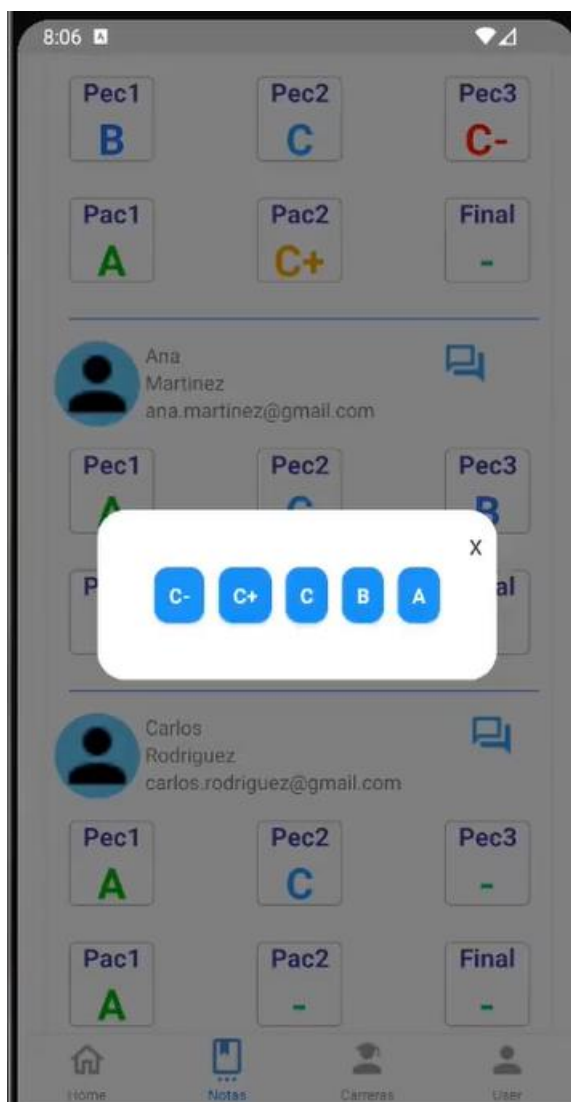 8:06 A
Pec1 Pec2 Pec3
B C C-
Pac1 Pac2 Final
A C+ -
Ana
Martinez
ana.martinez@gmail.com
Pec1 Pec2 Pec3
A C B
X
C- C+ C B A
Carlos
Rodriguez
carlos.rodriguez@gmail.com
Pec1 Pec2 Pec3
A C -
Pac1 Pac2 Final
A - -
Home Notas Carreras User